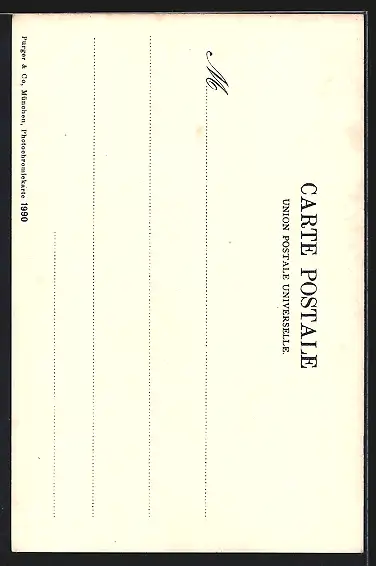 CARTE POSTALE
UNION POSTALE UNIVERSELLE.
M
Purger & Co, München, Photochromiekarte 1990